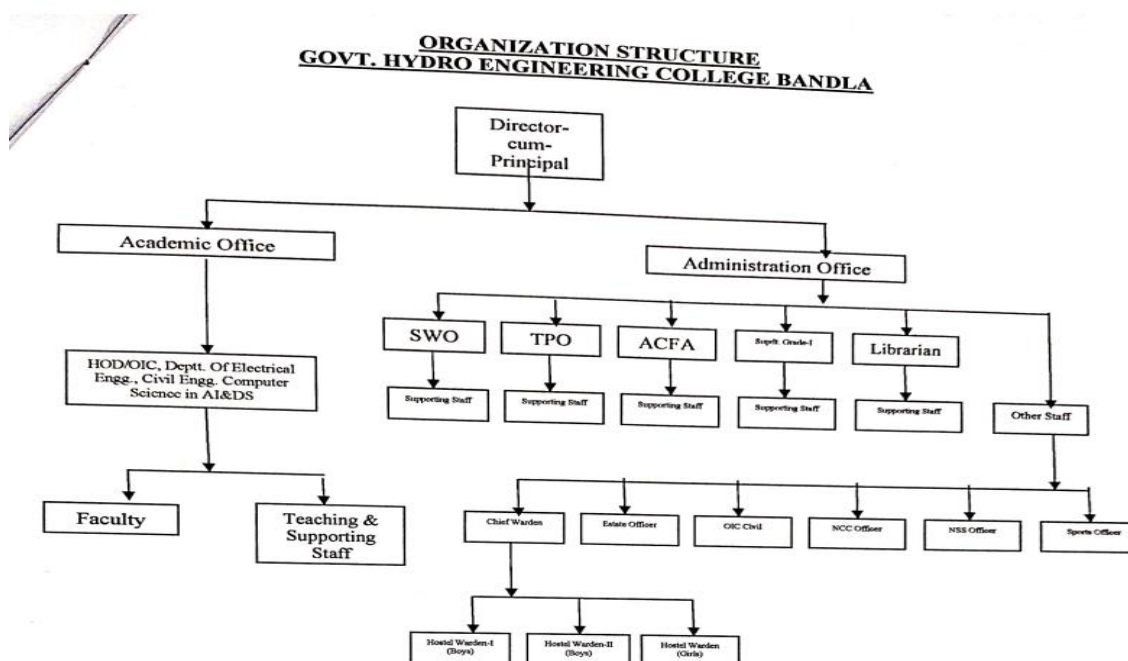 ORGANIZATION STRUCTURE
GOVT. HYDRO ENGINEERING COLLEGE BANDLA
Director-
cum-
Principal
Academic Office
Administration Office
SWO
TPO
ACFA
Supdt. Grade-I
Librarian
HOD/OIC, Deptt. Of Electrical
Engg., Civil Engg. Computer
Science in AI&DS
Supporting Staff
Supporting Staff
Supporting Staff
Supporting Staff
Supporting Staff
Other Staff
Faculty
Teaching &
Supporting
Staff
Chief Warden
Estate Officer
OIC Civil
NCC Officer
NSS Officer
Sports Officer
Hostel Warden-I
(Boys)
Hostel Warden-II
(Boys)
Hostel Warden
(Girls)